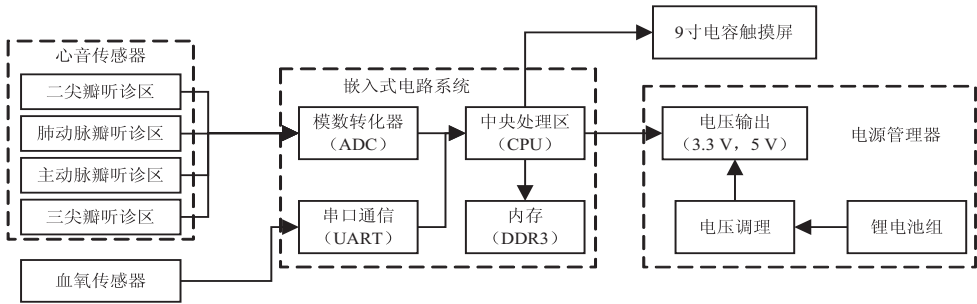 心音传感器
二尖瓣听诊区
肺动脉瓣听诊区
主动脉瓣听诊区
三尖瓣听诊区
血氧传感器
嵌入式电路系统
模数转化器
（ADC）
串口通信
（UART）
中央处理区
（CPU）
内存
（DDR3）
9寸电容触摸屏
电压输出
（3.3 V，5 V）
电源管理器
电压调理
锂电池组